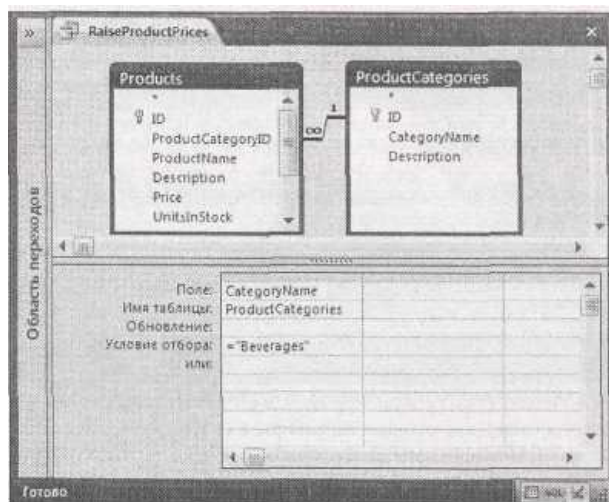 »
RaiseProductPrices
Products
*
ID
ProductCategoryID
ProductName
Description
Price
UnitsInStock
∞
1
ProductCategories
*
ID
CategoryName
Description
Область переходов
Поле: CategoryName
Имя таблицы: ProductCategories
Обновление:
Условие отбора: ="Beverages"
или:
Готово
SQL